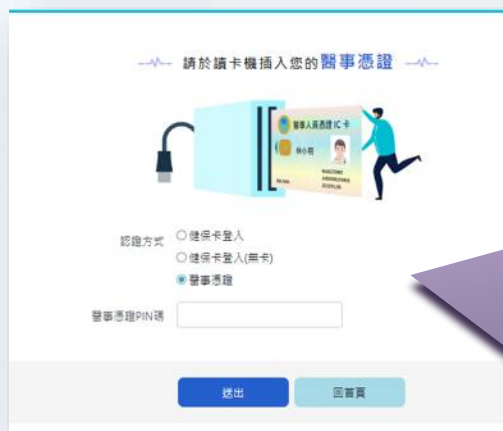 請於讀卡機插入您的醫事憑證
醫事人員憑證 IC 卡
林小明
認證方式
健保卡登入
健保卡登入(無卡)
醫事憑證
醫事憑證PIN碼
送出
回首頁